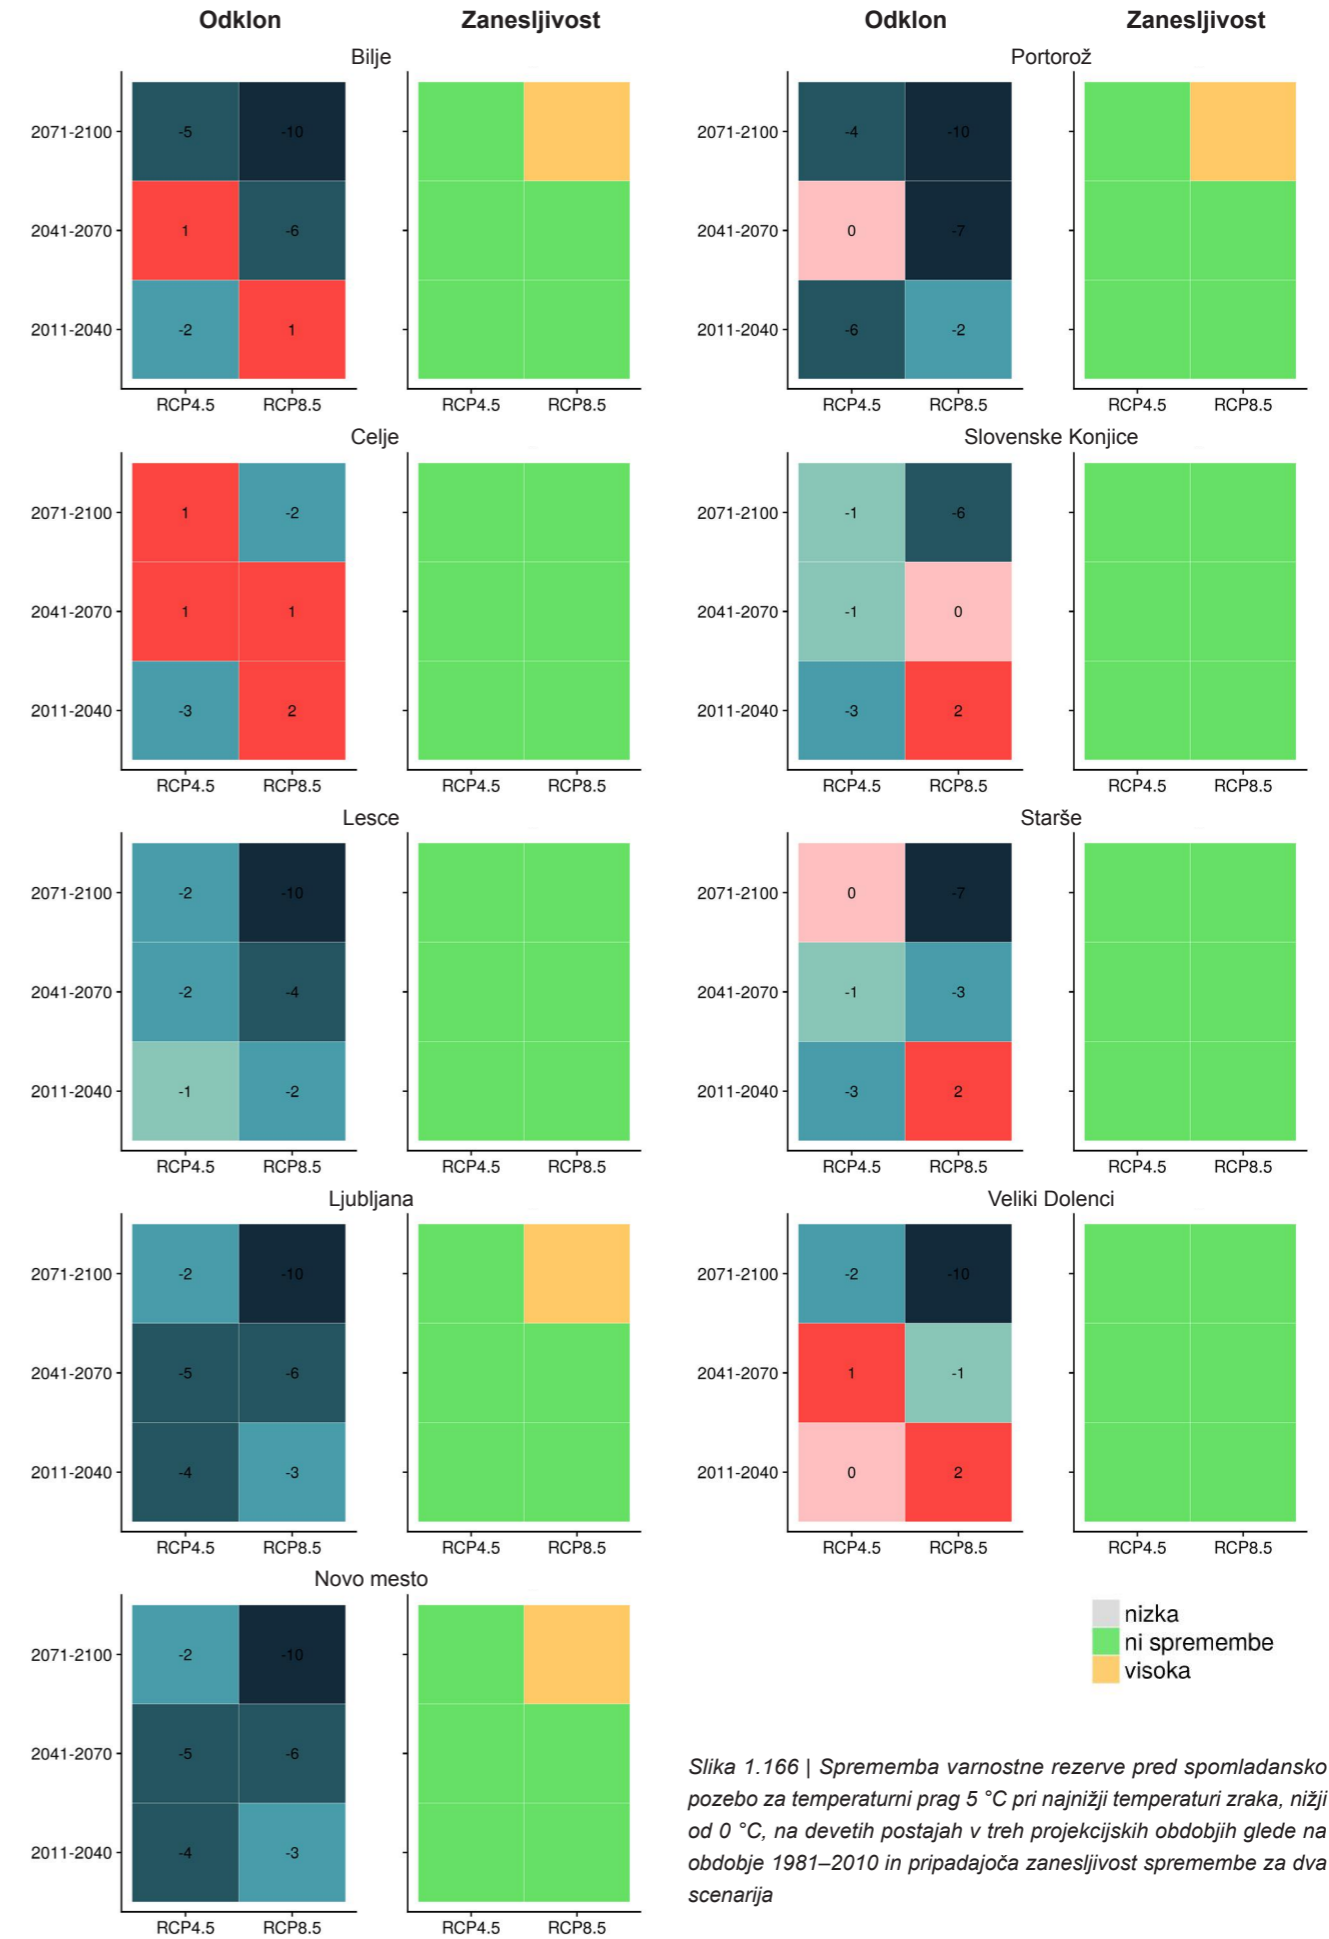 Odklon Zanesljivost Odklon Zanesljivost
Bilje
2071-2100 -5 -10
2041-2070 1 -6
2011-2040 -2 1
RCP4.5 RCP8.5 RCP4.5 RCP8.5
Portorož
2071-2100 -4 -10
2041-2070 0 -7
2011-2040 -6 -2
RCP4.5 RCP8.5 RCP4.5 RCP8.5
Celje
2071-2100 1 -2
2041-2070 1 1
2011-2040 -3 2
RCP4.5 RCP8.5 RCP4.5 RCP8.5
Slovenske Konjice
2071-2100 -1 -6
2041-2070 -1 0
2011-2040 -3 2
RCP4.5 RCP8.5 RCP4.5 RCP8.5
Lesce
2071-2100 -2 -10
2041-2070 -2 -4
2011-2040 -1 -2
RCP4.5 RCP8.5 RCP4.5 RCP8.5
Starše
2071-2100 0 -7
2041-2070 -1 -3
2011-2040 -3 2
RCP4.5 RCP8.5 RCP4.5 RCP8.5
Ljubljana
2071-2100 -2 -10
2041-2070 -5 -6
2011-2040 -4 -3
RCP4.5 RCP8.5 RCP4.5 RCP8.5
Veliki Dolenci
2071-2100 -2 -10
2041-2070 1 -1
2011-2040 0 2
RCP4.5 RCP8.5 RCP4.5 RCP8.5
Novo mesto
2071-2100 -2 -10
2041-2070 -5 -6
2011-2040 -4 -3
RCP4.5 RCP8.5 RCP4.5 RCP8.5
nizka
ni spremembe
visoka
Slika 1.166 | Sprememba varnostne rezerve pred spomladansko
pozebo za temperaturni prag 5 °C pri najnižji temperaturi zraka, nižji
od 0 °C, na devetih postajah v treh projekcijskih obdobjih glede na
obdobje 1981–2010 in pripadajoča zanesljivost spremembe za dva
scenarija